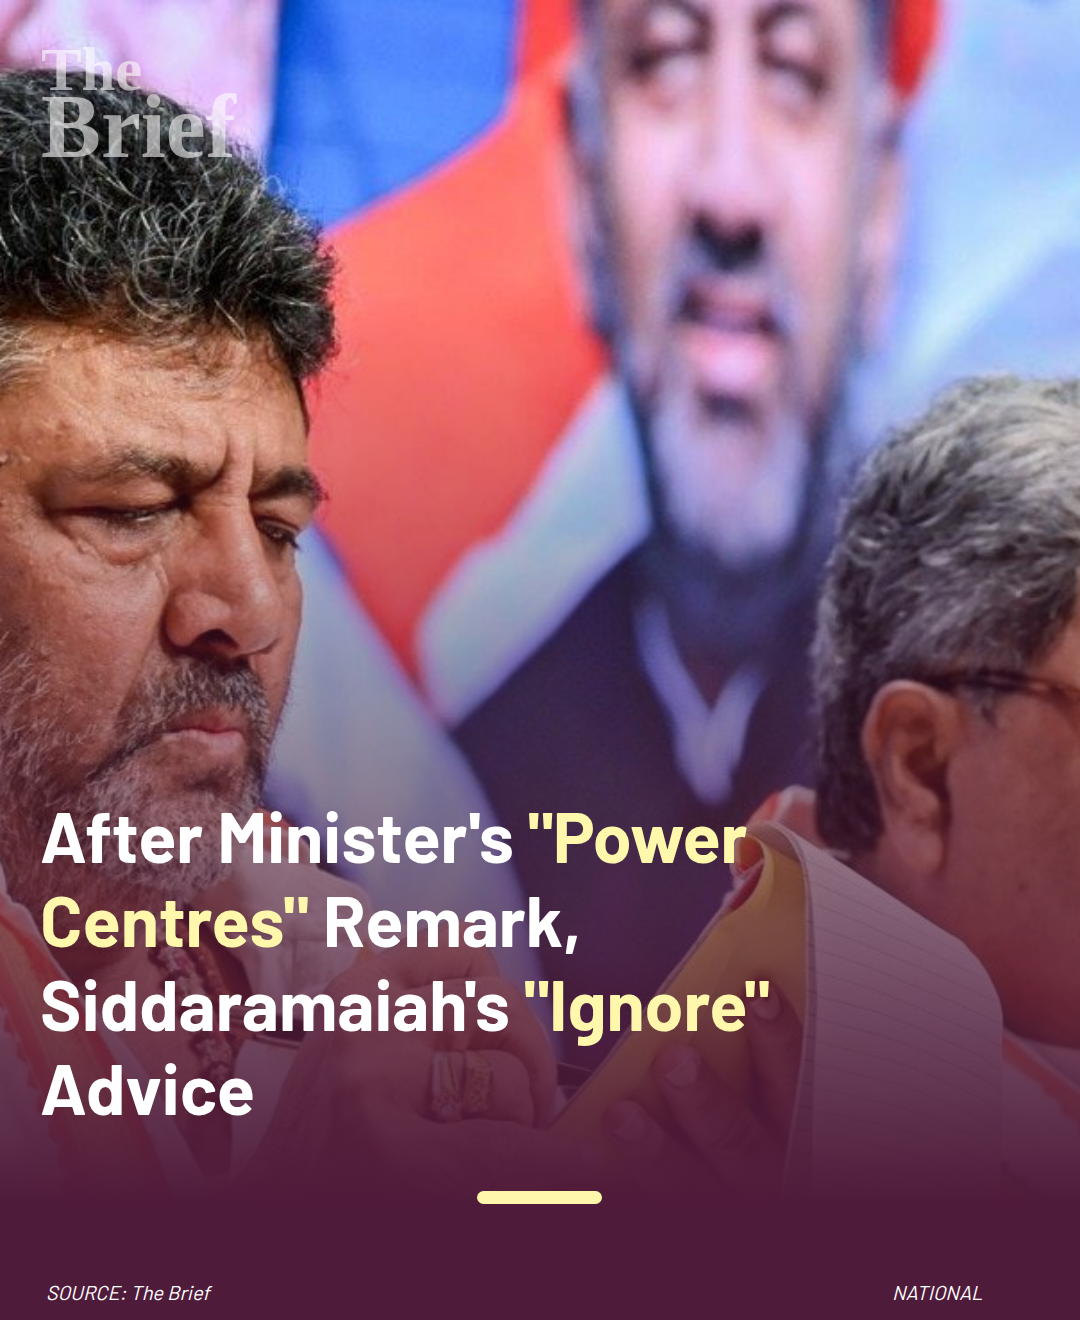 The
Brief
After Minister's "Power
Centres" Remark,
Siddaramaiah's "Ignore"
Advice
SOURCE: The Brief
NATIONAL